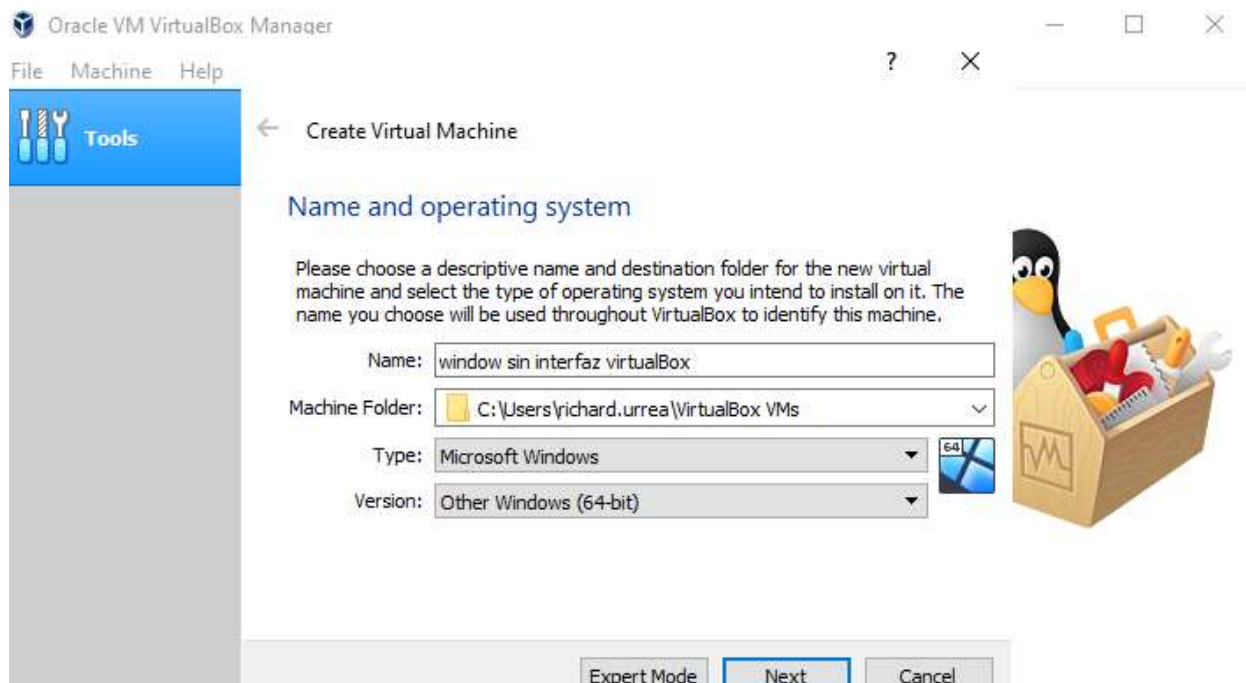 Oracle VM VirtualBox Manager
File Machine Help
?
Tools
Create Virtual Machine
Name and operating system
Please choose a descriptive name and destination folder for the new virtual
machine and select the type of operating system you intend to install on it. The
name you choose will be used throughout VirtualBox to identify this machine.
Name: window sin interfaz virtualBox
Machine Folder: C:\Users\richard.urrea\VirtualBox VMs
Type: Microsoft Windows
64
Version: Other Windows (64-bit)
Expert Mode Next Cancel